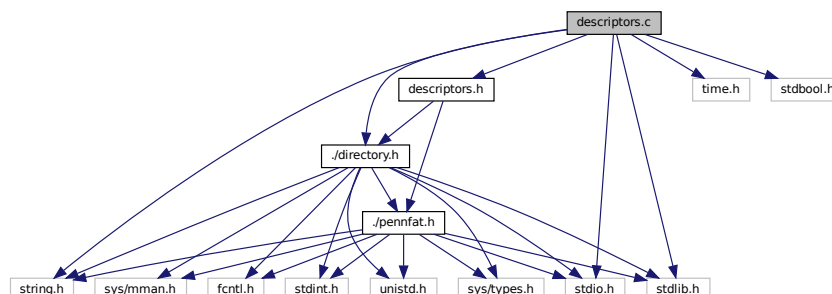 descriptors.c
descriptors.h
time.h
stdbool.h
./directory.h
./pennfat.h
string.h
sys/mman.h
fcntl.h
stdint.h
unistd.h
sys/types.h
stdio.h
stdlib.h